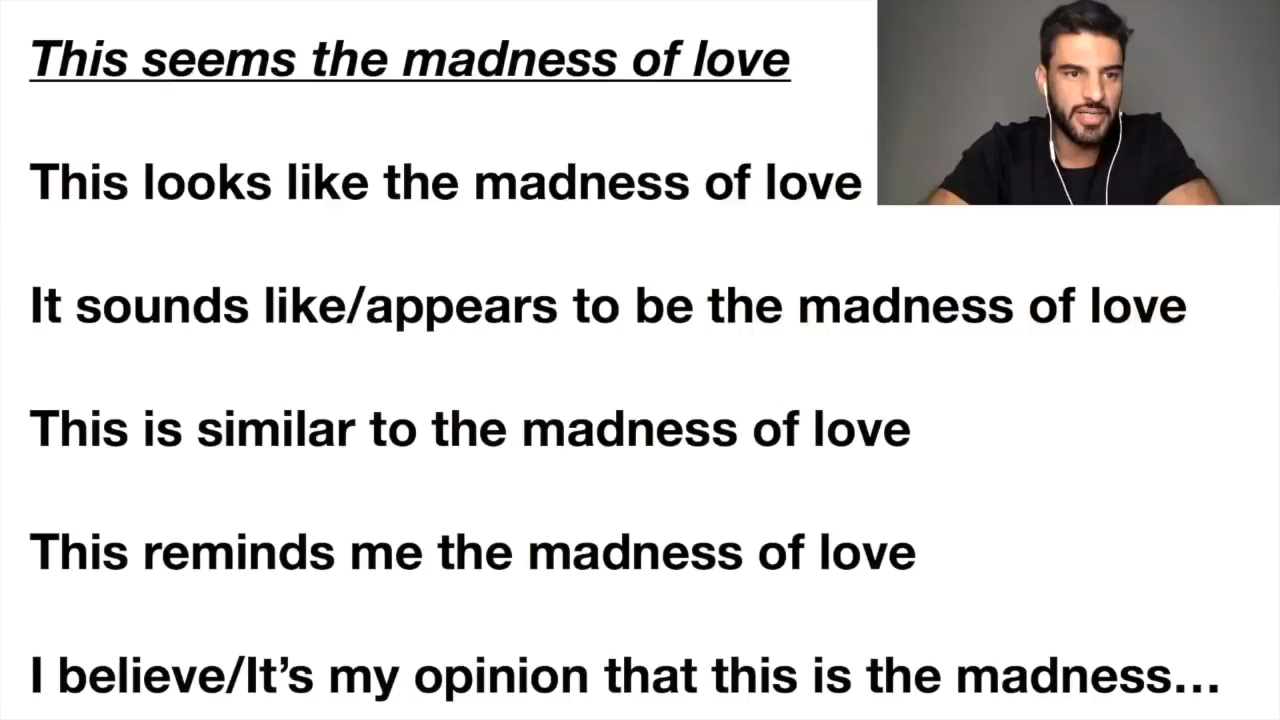 This seems the madness of love
This looks like the madness of love
It sounds like/appears to be the madness of love
This is similar to the madness of love
This reminds me the madness of love
I believe/It’s my opinion that this is the madness…